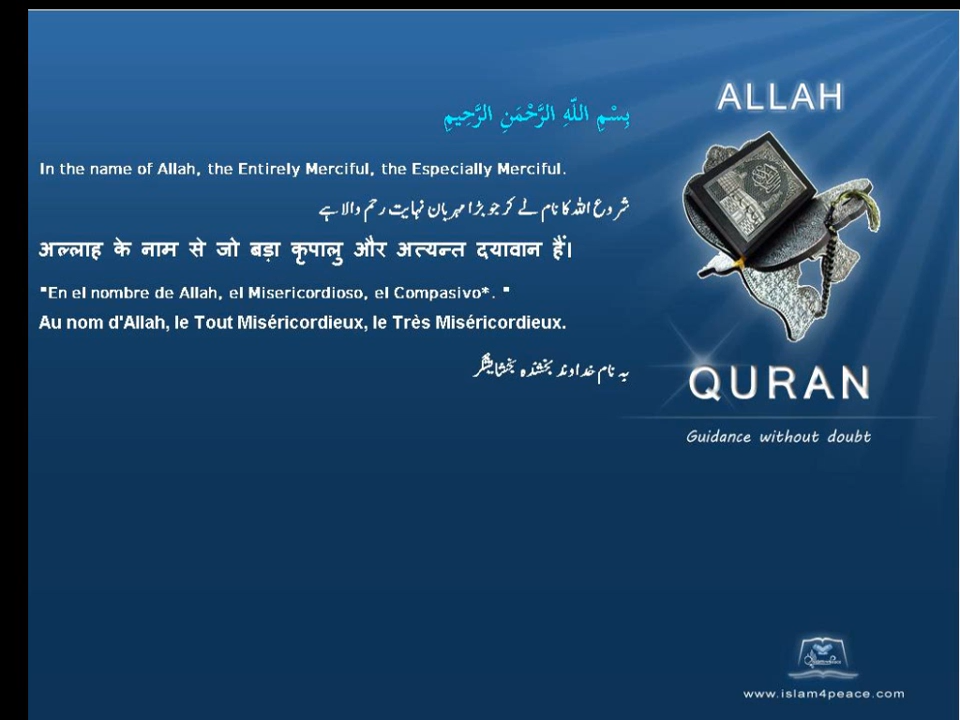 بِسْمِ اللَّهِ الرَّحْمَنِ الرَّحِيمِ
In the name of Allah, the Entirely Merciful, the Especially Merciful.
شروع الله کا نام لے کر جو بڑا مہربان نہایت رحم والا ہے
अल्लाह के नाम से जो बड़ा कृपालु और अत्यन्त दयावान हैं।
"En el nombre de Allah, el Misericordioso, el Compasivo*. "
Au nom d'Allah, le Tout Miséricordieux, le Très Miséricordieux.
به نام خداوند بخشنده بخشایشگر
ALLAH
QURAN
Guidance without doubt
www.islam4peace.com